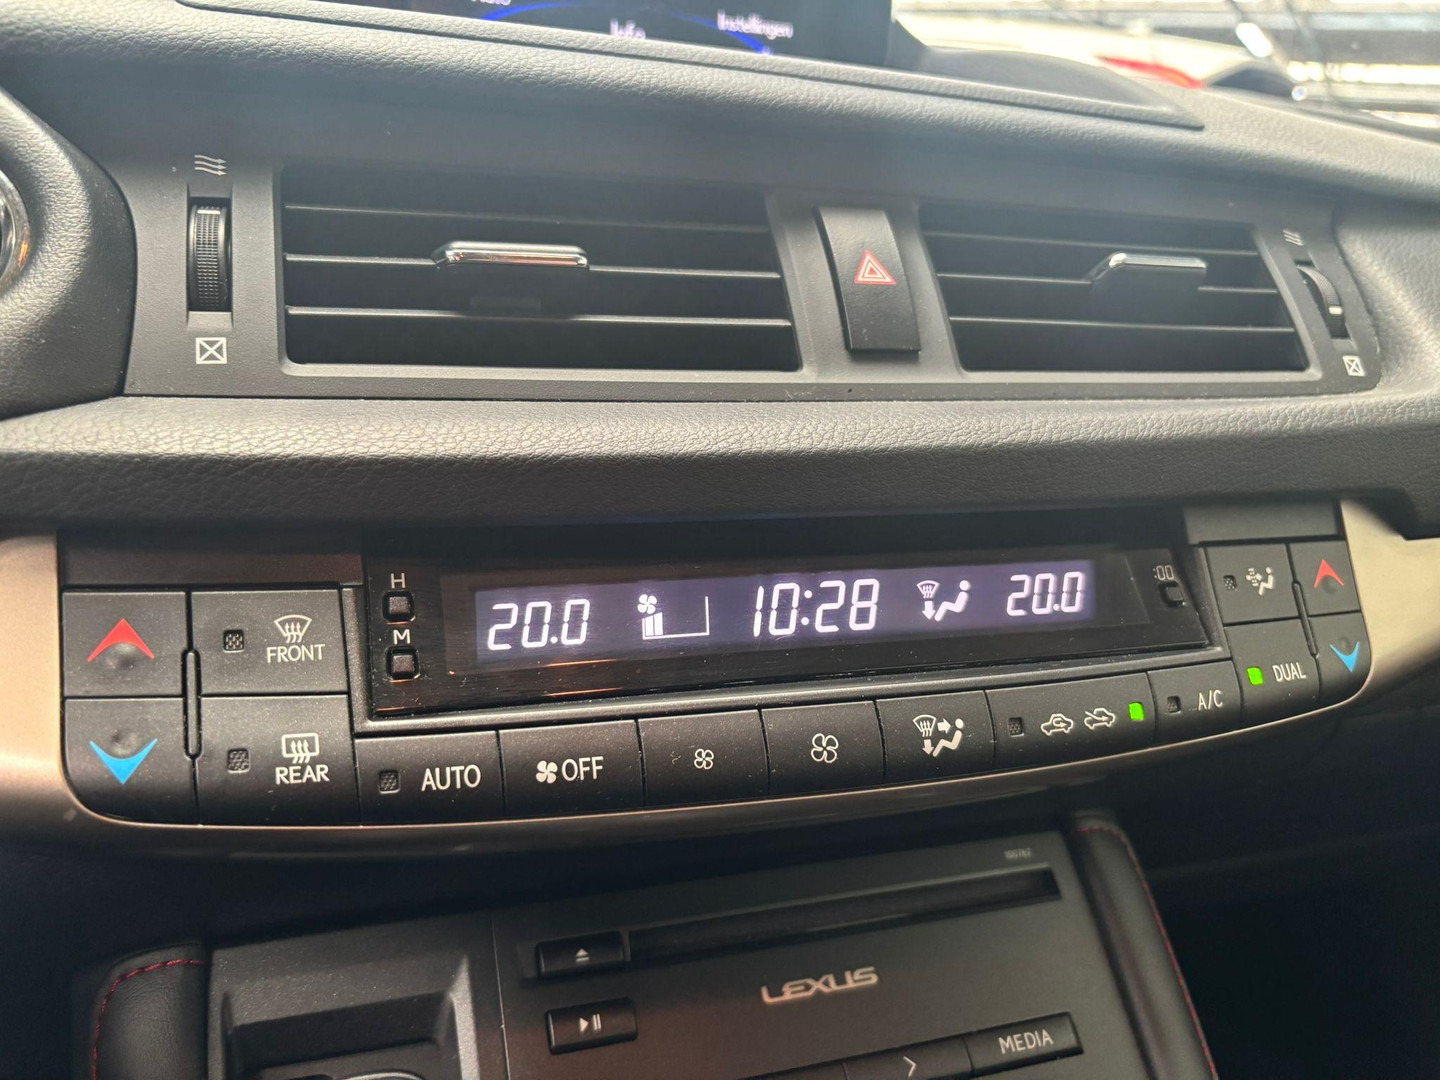 Info
Instellingen
H
M
20.0
10:28
20.0
:00
FRONT
REAR
AUTO
OFF
A/C
DUAL
LEXUS
MEDIA